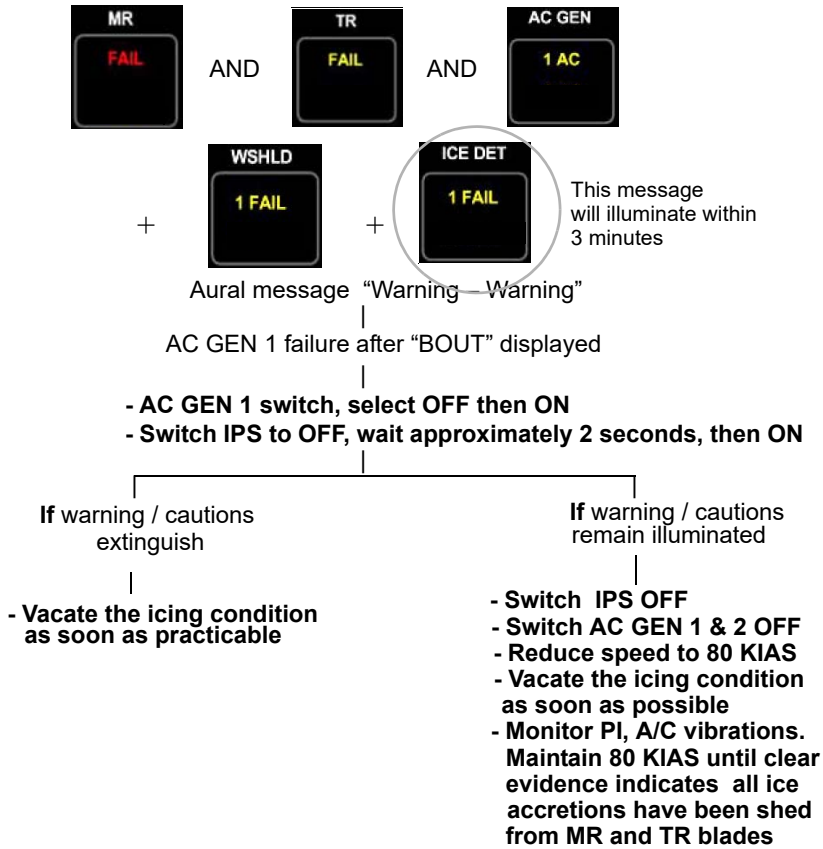 MR
TR
AC GEN
FAIL
AND
FAIL
AND
1 AC
WSHLD
ICE DET
+
1 FAIL
+
1 FAIL
This message
will illuminate within
3 minutes
Aural message “Warning – Warning”
AC GEN 1 failure after “BOUT” displayed
- AC GEN 1 switch, select OFF then ON
- Switch IPS to OFF, wait approximately 2 seconds, then ON
If warning / cautions
extinguish
- Vacate the icing condition
as soon as practicable
If warning / cautions
remain illuminated
- Switch IPS OFF
- Switch AC GEN 1 & 2 OFF
- Reduce speed to 80 KIAS
- Vacate the icing condition
as soon as possible
- Monitor PI, A/C vibrations.
Maintain 80 KIAS until clear
evidence indicates all ice
accretions have been shed
from MR and TR blades